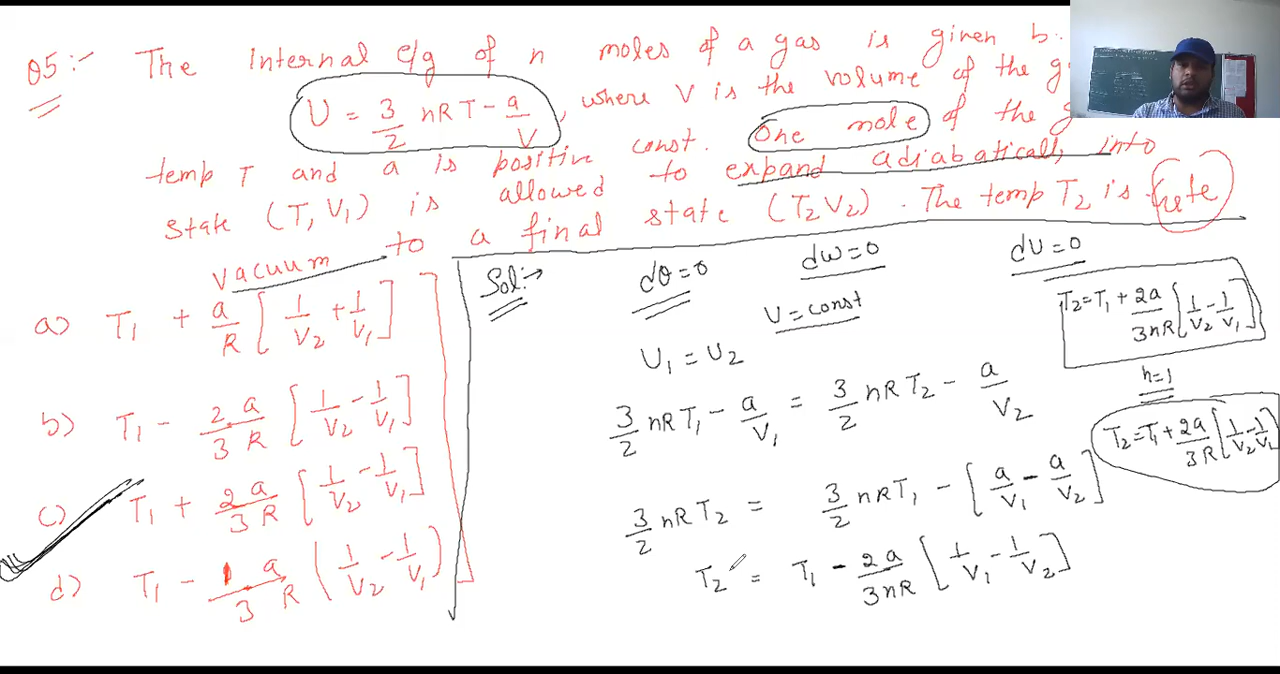 Q5:- The internal e/g of n moles of a gas is given b
U = 3/2 nRT - a/V, where V is the volume of the g
temp T and a is positive const. One mole of the g
state (T, V1) is allowed to expand adiabatically into
vacuum to a final state (T2 V2). The temp T2 is
a) T1 + a/R [1/V2 + 1/V1]
b) T1 - 2/3 a/R [1/V2 - 1/V1]
c) T1 + 2/3 a/R [1/V2 - 1/V1]
d) T1 - 1/3 a/R (1/V2 - 1/V1)
Sol:→ dQ=0 dW=0 dU=0
U = const
U1 = U2
3/2 nRT1 - a/V1 = 3/2 nRT2 - a/V2
3/2 nRT2 = 3/2 nRT1 - [a/V1 - a/V2]
T2 = T1 - 2a/3nR [1/V1 - 1/V2]
T2 = T1 + 2a/3nR [1/V2 - 1/V1]
n=1
T2 = T1 + 2a/3R [1/V2 - 1/V1]